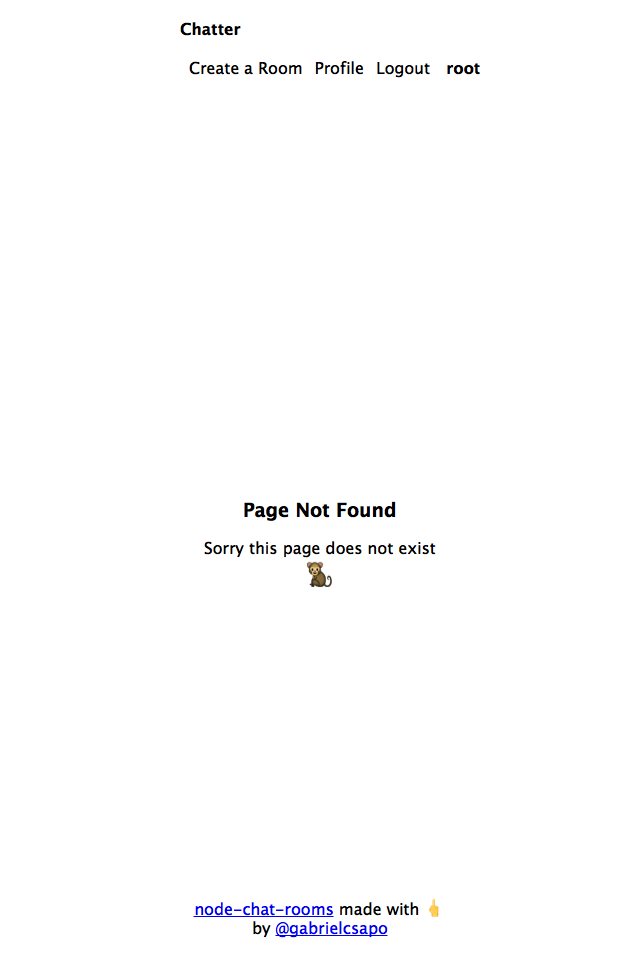 Chatter
Create a Room Profile Logout root
Page Not Found
Sorry this page does not exist
🐒
node-chat-rooms made with 👆
by @gabrielcsapo